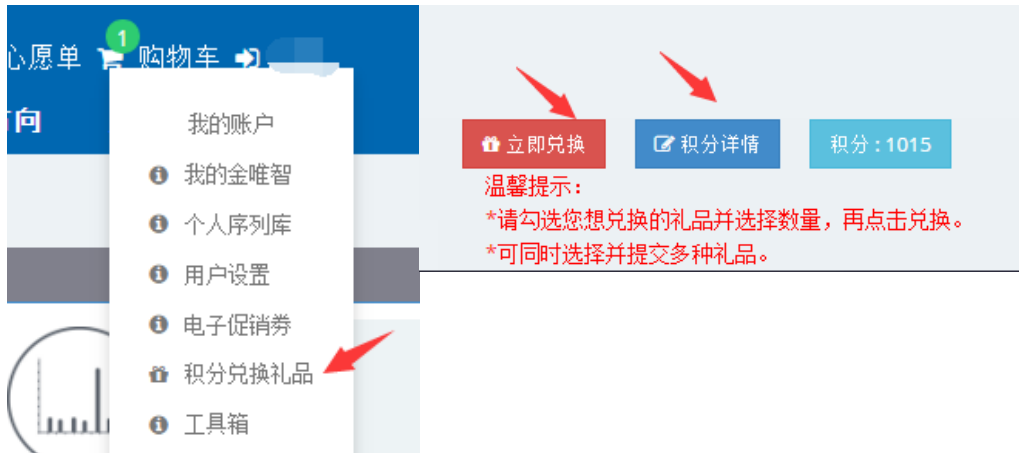 心愿单 1 购物车
向
我的账户
我的金唯智
个人序列库
用户设置
电子促销券
积分兑换礼品
工具箱
立即兑换 积分详情 积分:1015
温馨提示:
*请勾选您想兑换的礼品并选择数量，再点击兑换。
*可同时选择并提交多种礼品。